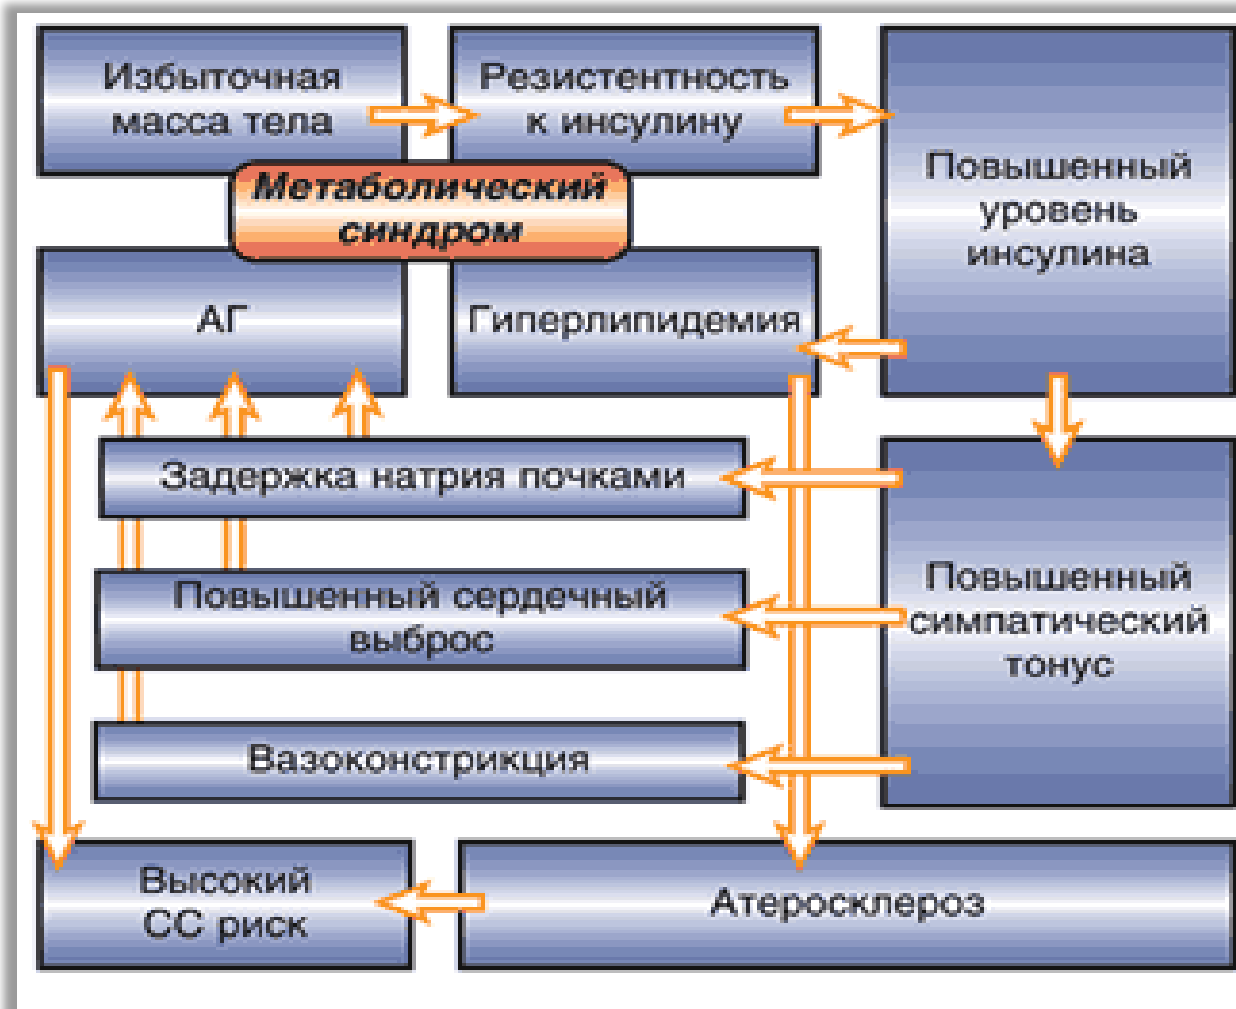 Избыточная
масса тела
Резистентность
к инсулину
Повышенный
уровень
инсулина
Метаболический
синдром
АГ
Гиперлипидемия
Задержка натрия почками
Повышенный сердечный
выброс
Повышенный
симпатический
тонус
Вазоконстрикция
Высокий
СС риск
Атеросклероз